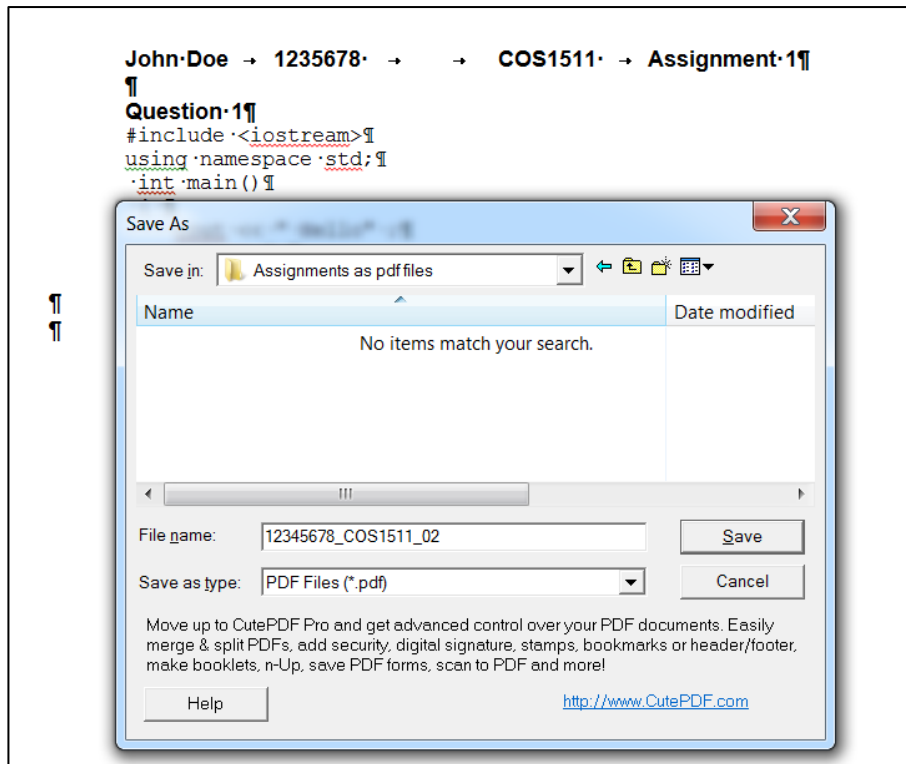 John·Doe → 1235678· → → COS1511· → Assignment·1¶
¶
Question·1¶
#include·<iostream>¶
using·namespace·std;¶
·int·main()¶
Save As
"·Hello"·
Save in: Assignments as pdf files
¶
¶
Name Date modified
No items match your search.
File name: 12345678_COS1511_02 Save
Save as type: PDF Files (*.pdf) Cancel
Move up to CutePDF Pro and get advanced control over your PDF documents. Easily
merge & split PDFs, add security, digital signature, stamps, bookmarks or header/footer,
make booklets, n-Up, save PDF forms, scan to PDF and more!
Help http://www.CutePDF.com